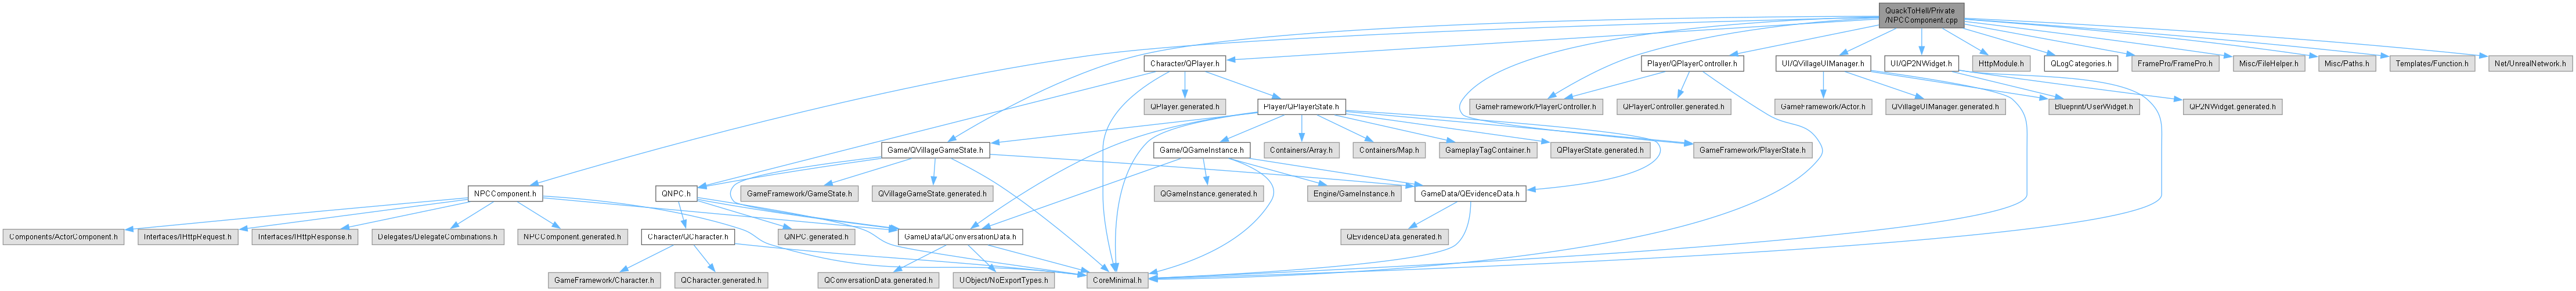 QuackToHell/Private
/NPCComponent.cpp
Character/QPlayer.h
Player/QPlayerController.h
UI/QVillageUIManager.h
UI/QP2NWidget.h
HttpModule.h
QLogCategories.h
FramePro/FramePro.h
Misc/FileHelper.h
Misc/Paths.h
Templates/Function.h
Net/UnrealNetwork.h
QPlayer.generated.h
Player/QPlayerState.h
GameFramework/PlayerController.h
QPlayerController.generated.h
GameFramework/Actor.h
QVillageUIManager.generated.h
Blueprint/UserWidget.h
QP2NWidget.generated.h
Game/QVillageGameState.h
Game/QGameInstance.h
Containers/Array.h
Containers/Map.h
GameplayTagContainer.h
QPlayerState.generated.h
GameFramework/PlayerState.h
NPCComponent.h
QNPC.h
GameFramework/GameState.h
QVillageGameState.generated.h
QGameInstance.generated.h
Engine/GameInstance.h
GameData/QEvidenceData.h
Components/ActorComponent.h
Interfaces/IHttpRequest.h
Interfaces/IHttpResponse.h
Delegates/DelegateCombinations.h
NPCComponent.generated.h
Character/QCharacter.h
QNPC.generated.h
GameData/QConversationData.h
QEvidenceData.generated.h
GameFramework/Character.h
QCharacter.generated.h
QConversationData.generated.h
UObject/NoExportTypes.h
CoreMinimal.h